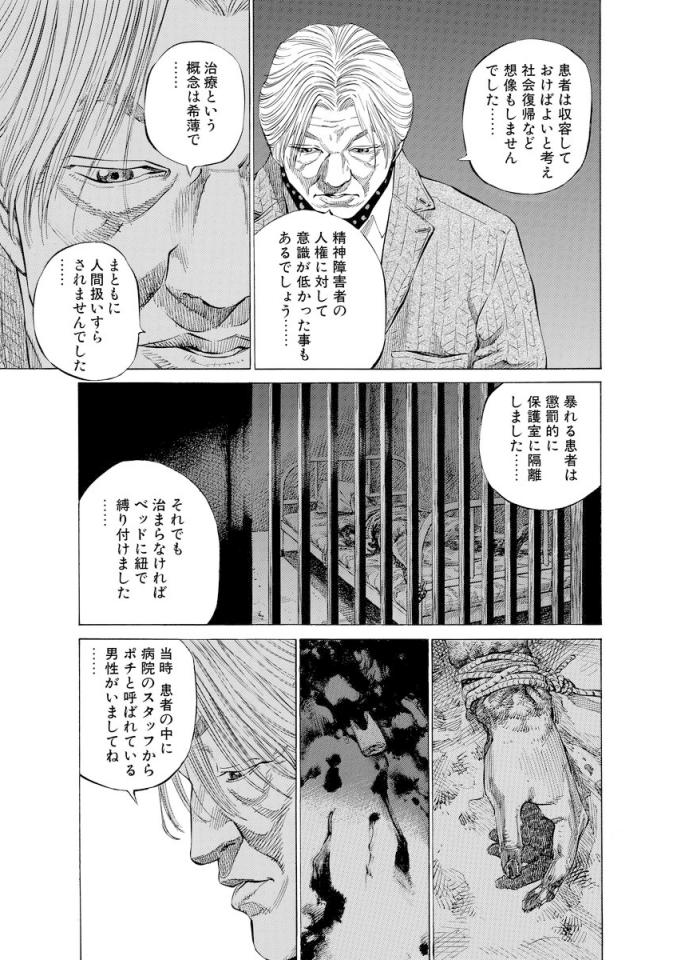 患者は収容して
おけばよいと考え
社会復帰など
想像もしません
でした……
精神障害者の
人権に対して
意識が低かった事も
あるでしょう……
治療という
概念は希薄で
……
まともに
人間扱いすら
されませんでした
……
暴れる患者は
懲罰的に
保護室に隔離
しました……
それでも
治まらなければ
ベッドに紐で
縛り付けました
……
当時 患者の中に
病院のスタッフから
ポチと呼ばれている
男性がいましてね
……